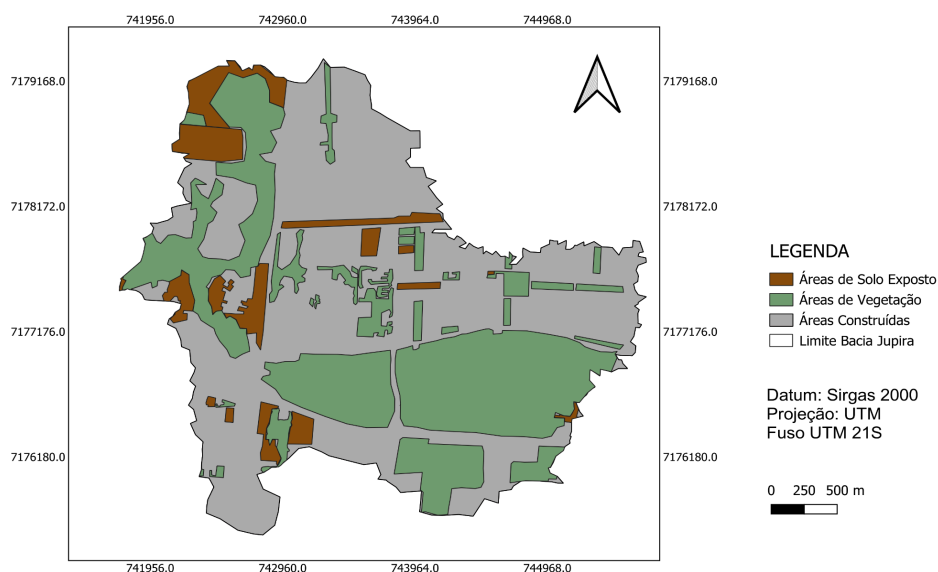 741956.0 742960.0 743964.0 744968.0
7179168.0 7179168.0
7178172.0 7178172.0
7177176.0 7177176.0
7176180.0 7176180.0
741956.0 742960.0 743964.0 744968.0
LEGENDA
Áreas de Solo Exposto
Áreas de Vegetação
Áreas Construídas
Limite Bacia Jupira
Datum: Sirgas 2000
Projeção: UTM
Fuso UTM 21S
0 250 500 m